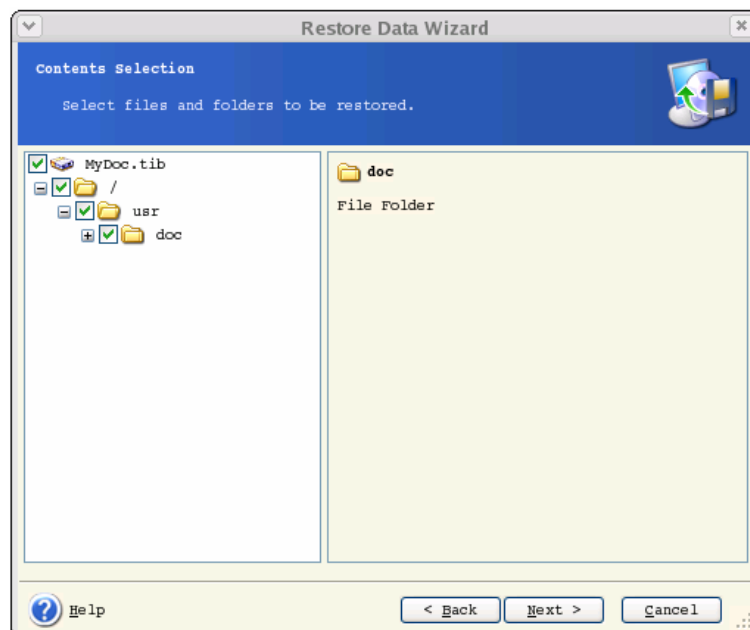 Restore Data Wizard
Contents Selection
Select files and folders to be restored.
MyDoc.tib
/
usr
doc
doc
File Folder
Help
< Back
Next >
Cancel